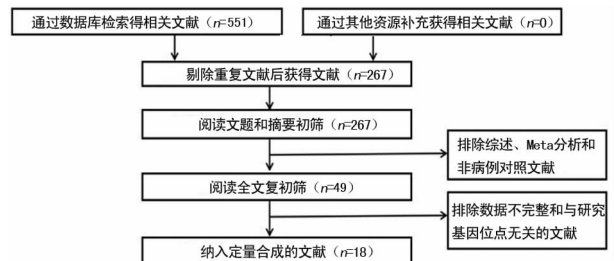 通过数据库检索得相关文献（n=551）
通过其他资源补充获得相关文献（n=0）
剔除重复文献后获得文献（n=267）
阅读文题和摘要初筛（n=267）
排除综述、Meta分析和
非病例对照文献
阅读全文复初筛（n=49）
排除数据不完整和与研究
基因位点无关的文献
纳入定量合成的文献（n=18）